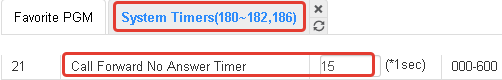 Favorite PGM System Timers(180~182,186)
21 Call Forward No Answer Timer 15 (*1sec) 000-600